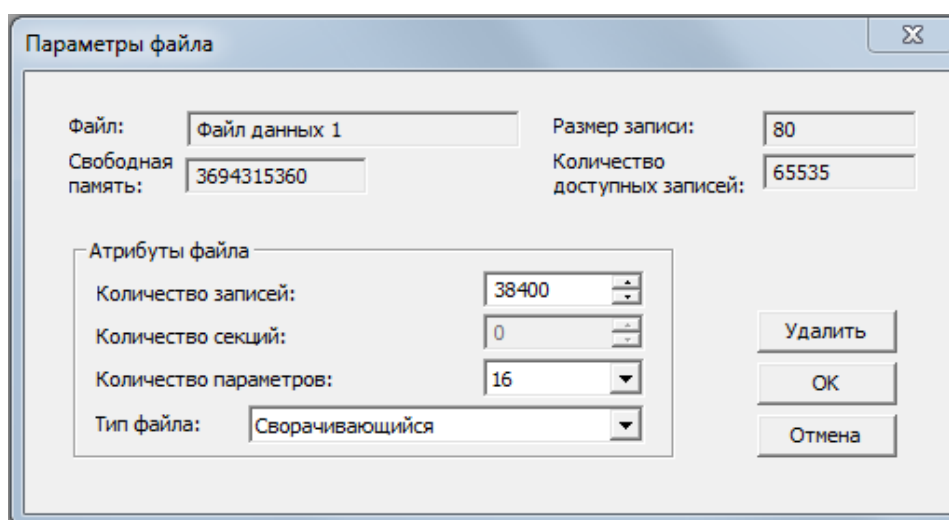 Параметры файла
Файл: Файл данных 1 Размер записи: 80
Свободная память: 3694315360 Количество доступных записей: 65535
Атрибуты файла
Количество записей: 38400
Количество секций: 0
Количество параметров: 16
Тип файла: Сворачивающийся
Удалить
ОК
Отмена